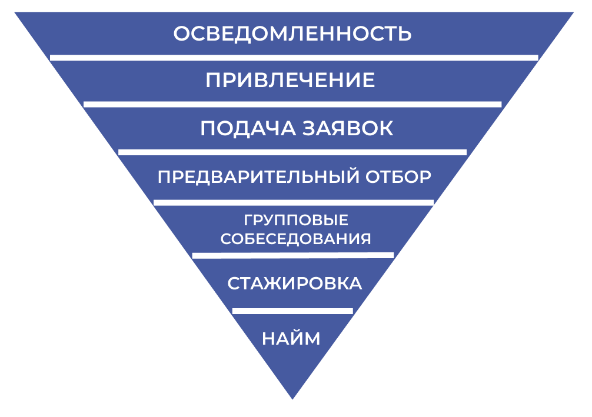 ОСВЕДОМЛЕННОСТЬ
ПРИВЛЕЧЕНИЕ
ПОДАЧА ЗАЯВОК
ПРЕДВАРИТЕЛЬНЫЙ ОТБОР
ГРУППОВЫЕ
СОБЕСЕДОВАНИЯ
СТАЖИРОВКА
НАЙМ